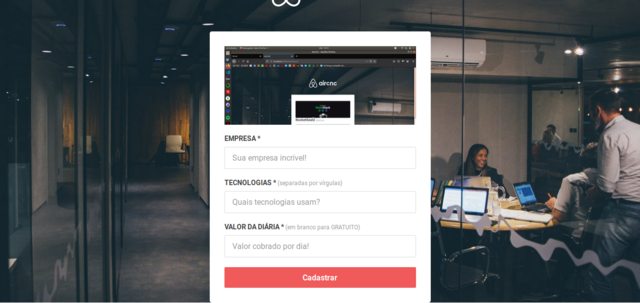 aircnc
EMPRESA *
Sua empresa incrível!
TECNOLOGIAS * (separadas por vírgulas)
Quais tecnologias usam?
VALOR DA DIÁRIA * (em branco para GRATUITO)
Valor cobrado por dia!
Cadastrar